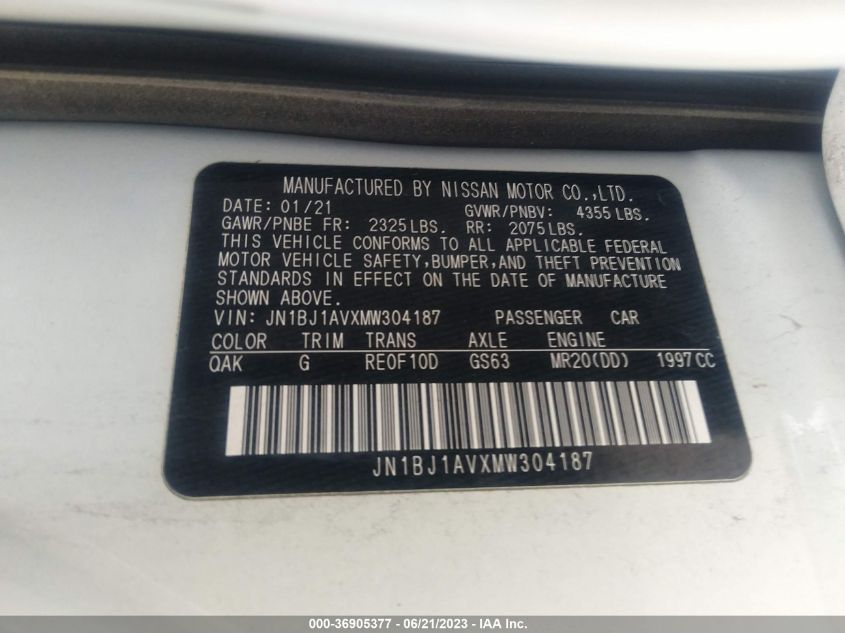 MANUFACTURED BY NISSAN MOTOR CO.,LTD.
DATE: 01/21 GVWR/PNBV: 4355 LBS.
GAWR/PNBE FR: 2325 LBS. RR: 2075 LBS.
THIS VEHICLE CONFORMS TO ALL APPLICABLE FEDERAL
MOTOR VEHICLE SAFETY, BUMPER, AND THEFT PREVENTION
STANDARDS IN EFFECT ON THE DATE OF MANUFACTURE
SHOWN ABOVE.
VIN: JN1BJ1AVXMW304187 PASSENGER CAR
COLOR TRIM TRANS AXLE ENGINE
QAK G RE0F10D GS63 MR20(DD) 1997CC
JN1BJ1AVXMW304187
000-36905377 - 06/21/2023 - IAA Inc.